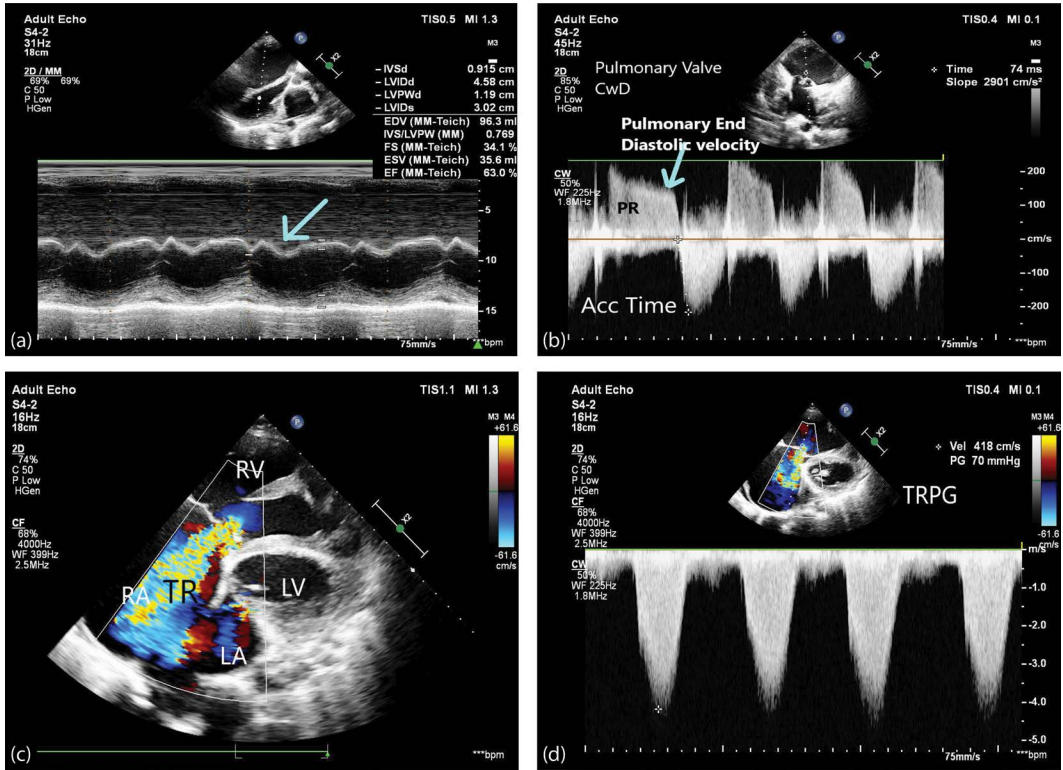 Adult Echo
TIS0.5 MI 1.3
S4-2
31Hz
18cm
2D / MM
69% 69%
C 50
P Low
HGen
P
X2
M3
IVSd 0.915 cm
LVIDd 4.58 cm
LVPWd 1.19 cm
LVIDs 3.02 cm
EDV (MM-Teich) 96.3 ml
IVS/LVPW (MM) 0.769
FS (MM-Teich) 34.1 %
ESV (MM-Teich) 35.6 ml
EF (MM-Teich) 63.0 %
-5
-10
-15
(a)
75mm/s
***bpm
Adult Echo
TIS0.4 MI 0.1
S4-2
45Hz
18cm
2D
85%
C 50
P Low
HGen
Pulmonary Valve
CwD
P
X2
M3
Time 74 ms
Slope 2901 cm/s²
Pulmonary End
Diastolic velocity
CW
50%
WF 225Hz
1.8MHz
PR
-200
-100
-cm/s
-100
-200
Acc Time
(b)
75mm/s
***bpm
Adult Echo
TIS1.1 MI 1.3
S4-2
16Hz
18cm
2D
74%
C 50
P Low
HGen
CF
68%
4000Hz
WF 399Hz
2.5MHz
P
X2
M3 M4
+61.6
-61.6
cm/s
RV
RA
TR
LV
LA
(c)
***bpm
Adult Echo
TIS0.4 MI 0.1
S4-2
16Hz
18cm
2D
74%
C 50
P Low
HGen
CF
68%
4000Hz
WF 399Hz
2.5MHz
P
X2
M3 M4
+61.6
-61.6
cm/s
Vel 418 cm/s
PG 70 mmHg
TRPG
CW
50%
WF 225Hz
1.8MHz
-m/s
-1.0
-2.0
-3.0
-4.0
-5.0
(d)
75mm/s
***bpm